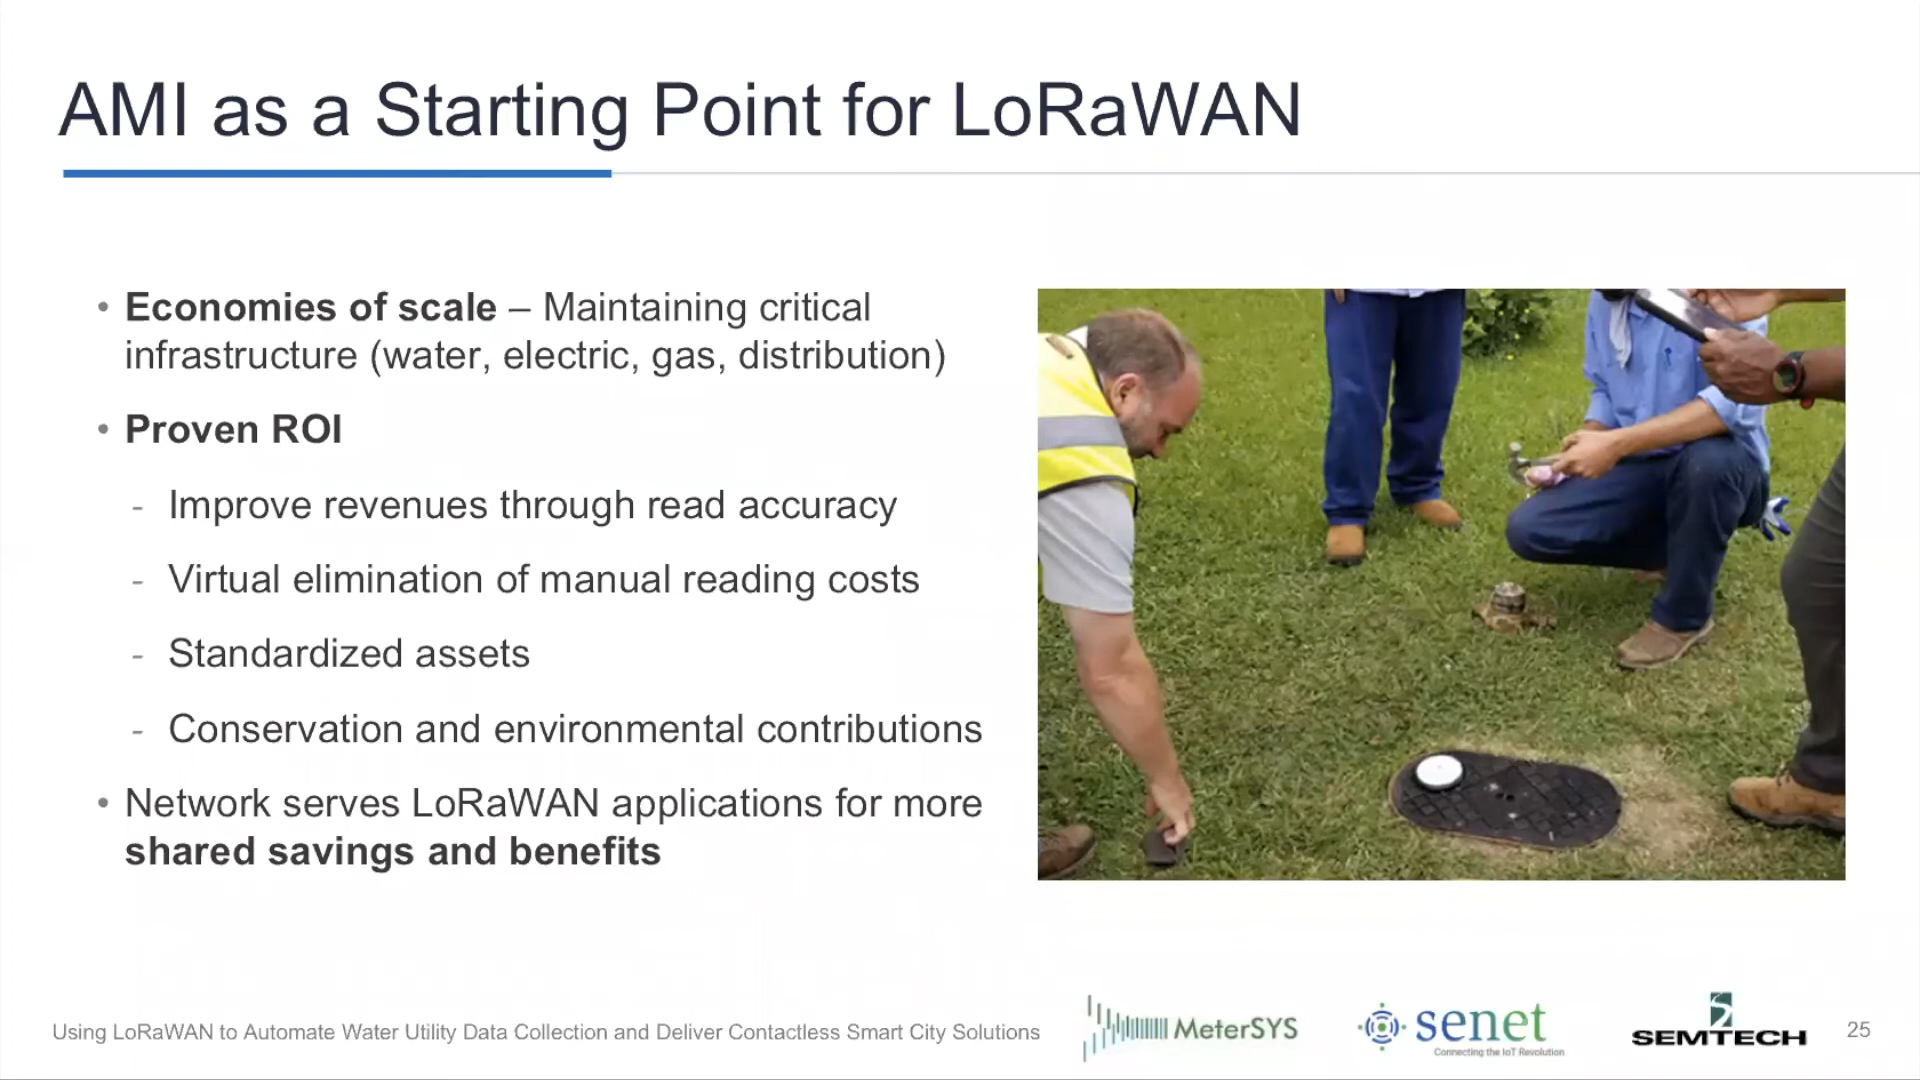 AMI as a Starting Point for LoRaWAN
• Economies of scale – Maintaining critical
infrastructure (water, electric, gas, distribution)
• Proven ROI
- Improve revenues through read accuracy
- Virtual elimination of manual reading costs
- Standardized assets
- Conservation and environmental contributions
• Network serves LoRaWAN applications for more
shared savings and benefits
Using LoRaWAN to Automate Water Utility Data Collection and Deliver Contactless Smart City Solutions
MeterSYS
senet
Connecting the IoT Revolution
SEMTECH
25